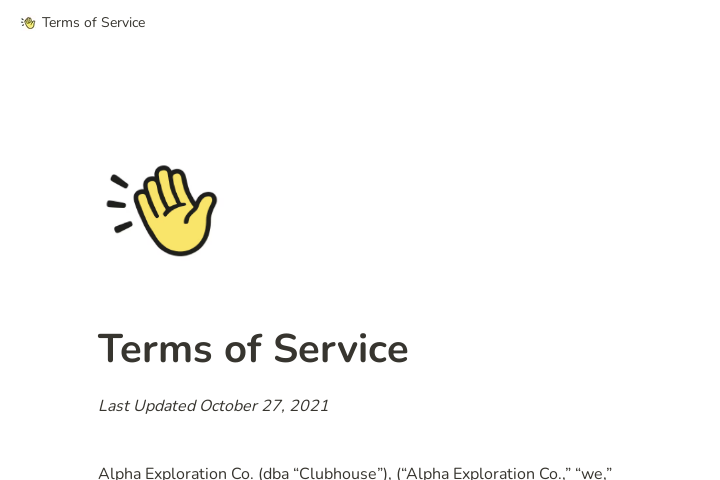 Terms of Service
Terms of Service
Last Updated October 27, 2021
Alpha Exploration Co. (dba “Clubhouse”), (“Alpha Exploration Co.,” “we,”